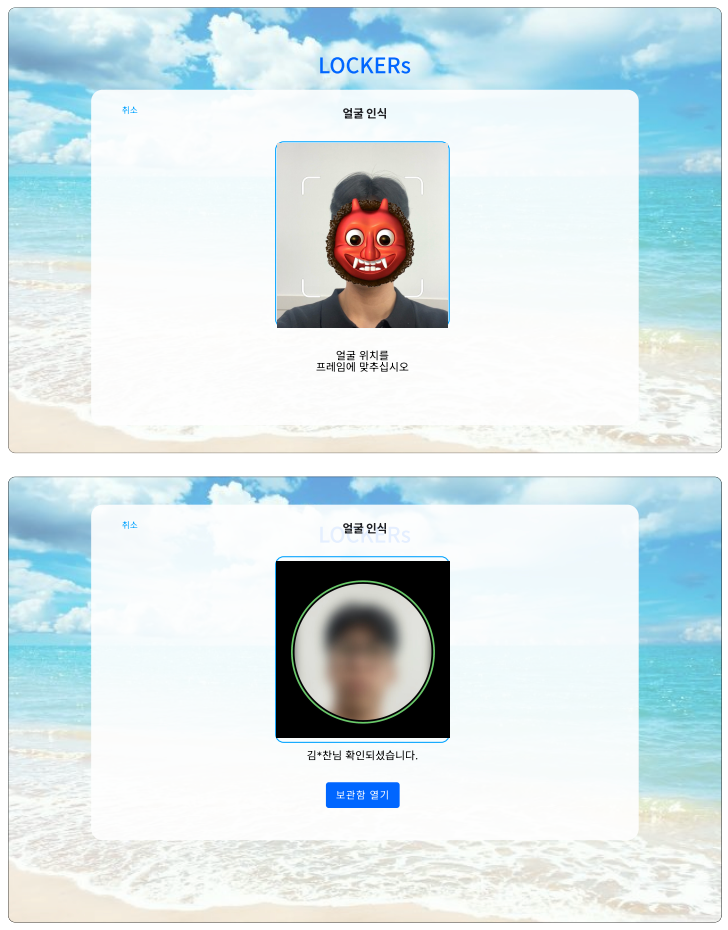 LOCKERs
취소
얼굴 인식
얼굴 위치를
프레임에 맞추십시오
취소
얼굴 인식
LOCKERs
김*찬님 확인되셨습니다.
보관함 열기